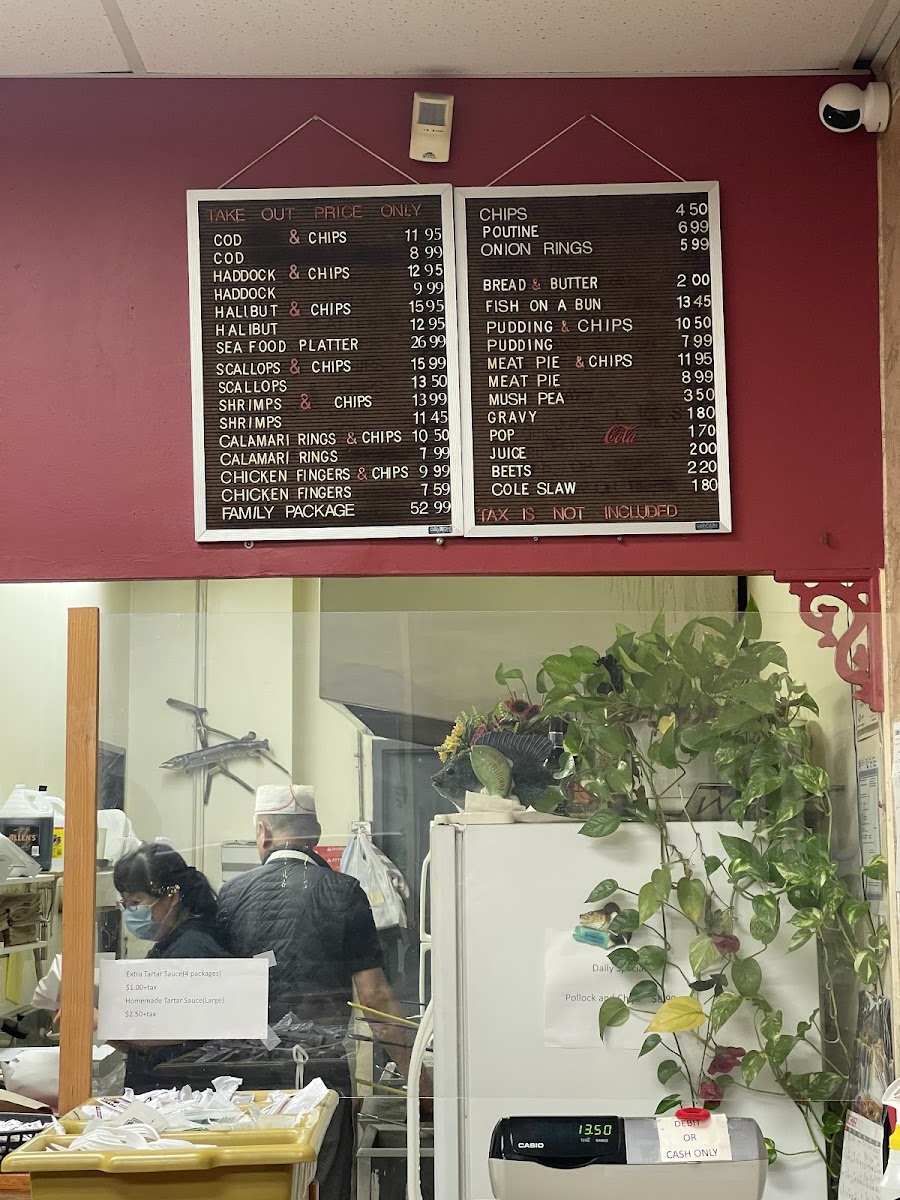 TAKE OUT PRICE ONLY
COD & CHIPS 11 95
COD 8 99
HADDOCK & CHIPS 12 95
HADDOCK 9 99
HALIBUT & CHIPS 15 95
HALIBUT 12 95
SEA FOOD PLATTER 26 99
SCALLOPS & CHIPS 15 99
SCALLOPS 13 50
SHRIMPS & CHIPS 13 99
SHRIMPS 11 45
CALAMARI RINGS & CHIPS 10 50
CALAMARI RINGS 7 99
CHICKEN FINGERS & CHIPS 9 99
CHICKEN FINGERS 7 59
FAMILY PACKAGE 52 99
CHIPS 4 50
POUTINE 6 99
ONION RINGS 5 99
BREAD & BUTTER 2 00
FISH ON A BUN 13 45
PUDDING & CHIPS 10 50
PUDDING 7 99
MEAT PIE & CHIPS 11 95
MEAT PIE 8 99
MUSH PEA 3 50
GRAVY 1 80
POP Cola 1 70
JUICE 2 00
BEETS 2 20
COLE SLAW 1 80
TAX IS NOT INCLUDED
Extra Tartar Sauce(4 packages)
$1.00+tax
Homemade Tartar Sauce(Large)
$2.50+tax
Daily
Pollock and
CASIO
13.50
DEBIT
OR
CASH ONLY